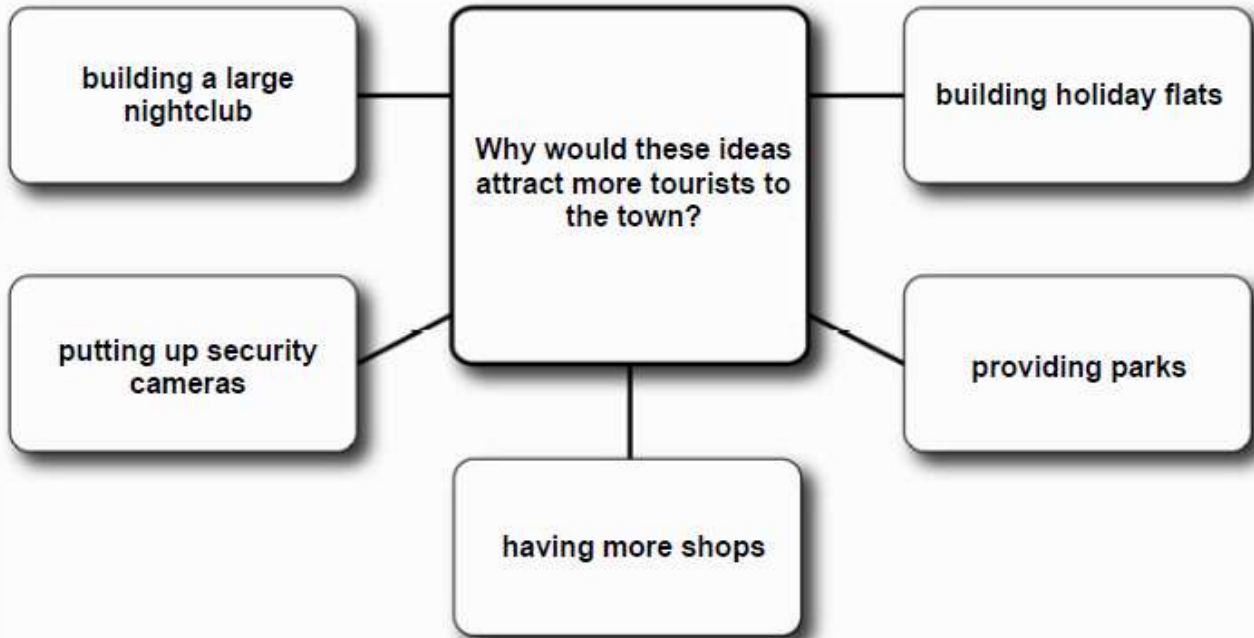 building a large
nightclub
Why would these ideas
attract more tourists to
the town?
building holiday flats
putting up security
cameras
providing parks
having more shops